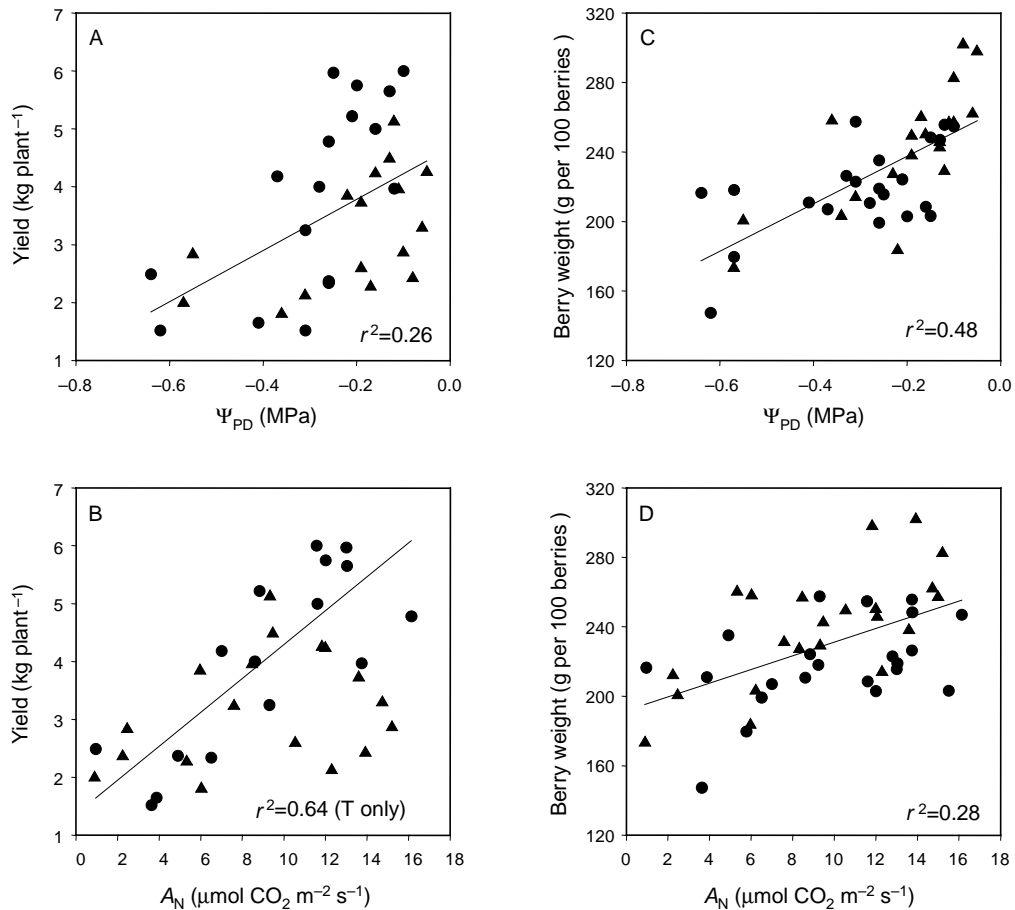 A
7
6
5
4
3
2
1
Yield (kg plant⁻¹)
r²=0.26
–0.8
–0.6
–0.4
–0.2
0.0
Ψ_PD (MPa)
C
320
280
240
200
160
120
Berry weight (g per 100 berries )
r²=0.48
–0.8
–0.6
–0.4
–0.2
0.0
Ψ_PD (MPa)
B
7
6
5
4
3
2
1
Yield (kg plant⁻¹)
r²=0.64 (T only)
0 2 4 6 8 10 12 14 16 18
A_N (μmol CO₂ m⁻² s⁻¹)
D
320
280
240
200
160
120
Berry weight (g per 100 berries )
r²=0.28
0 2 4 6 8 10 12 14 16 18
A_N (μmol CO₂ m⁻² s⁻¹)